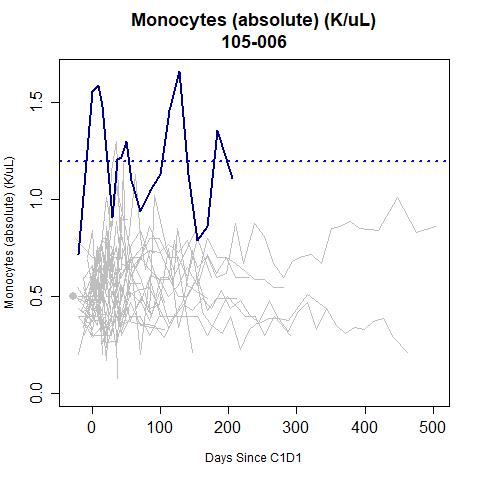 Monocytes (absolute) (K/uL)
105-006
Monocytes (absolute) (K/uL)
1.5
1.0
0.5
0.0
0 100 200 300 400 500
Days Since C1D1